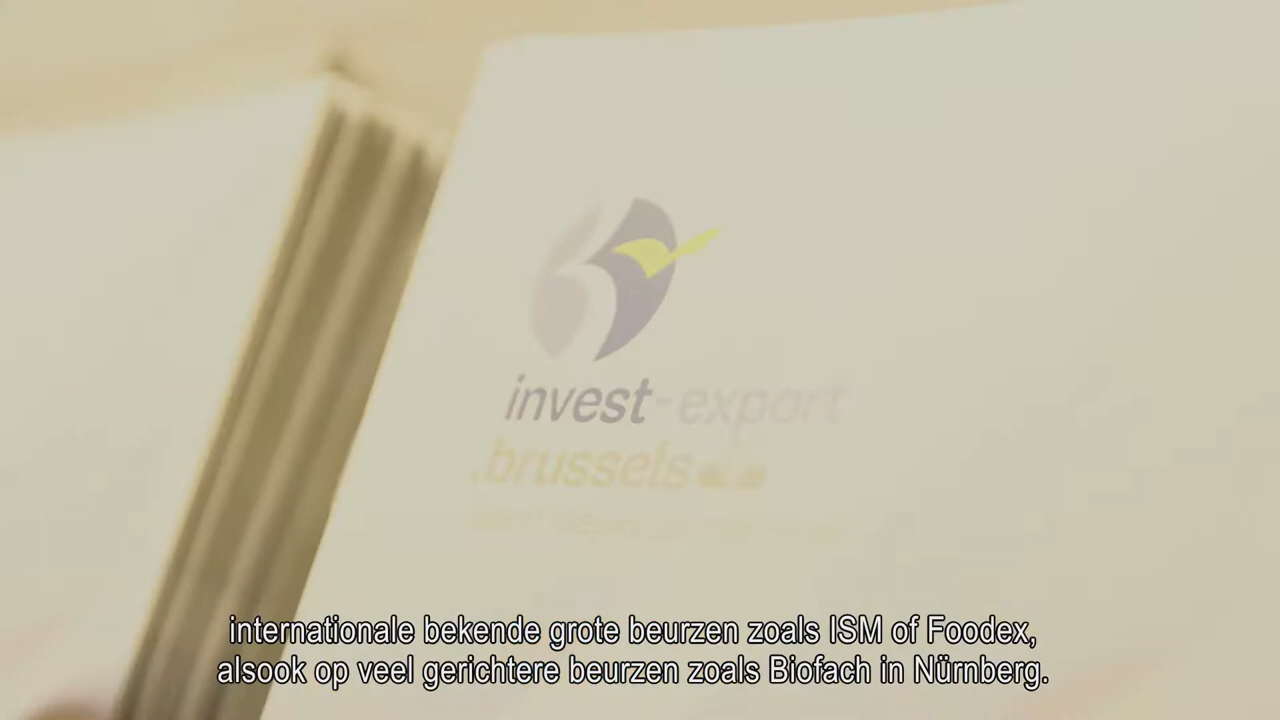 invest-export
.brussels
internationale bekende grote beurzen zoals ISM of Foodex,
alsook op veel gerichtere beurzen zoals Biofach in Nürnberg.